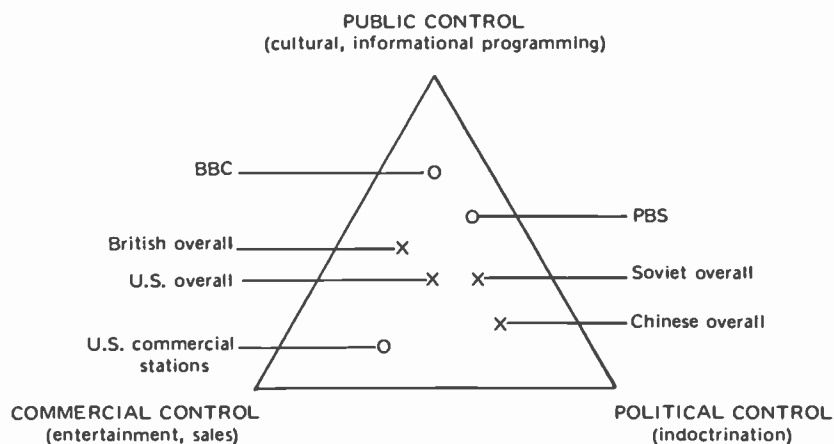 PUBLIC CONTROL
(cultural, informational programming)
BBC
PBS
British overall
U.S. overall
Soviet overall
Chinese overall
U.S. commercial
stations
COMMERCIAL CONTROL
(entertainment, sales)
POLITICAL CONTROL
(indoctrination)